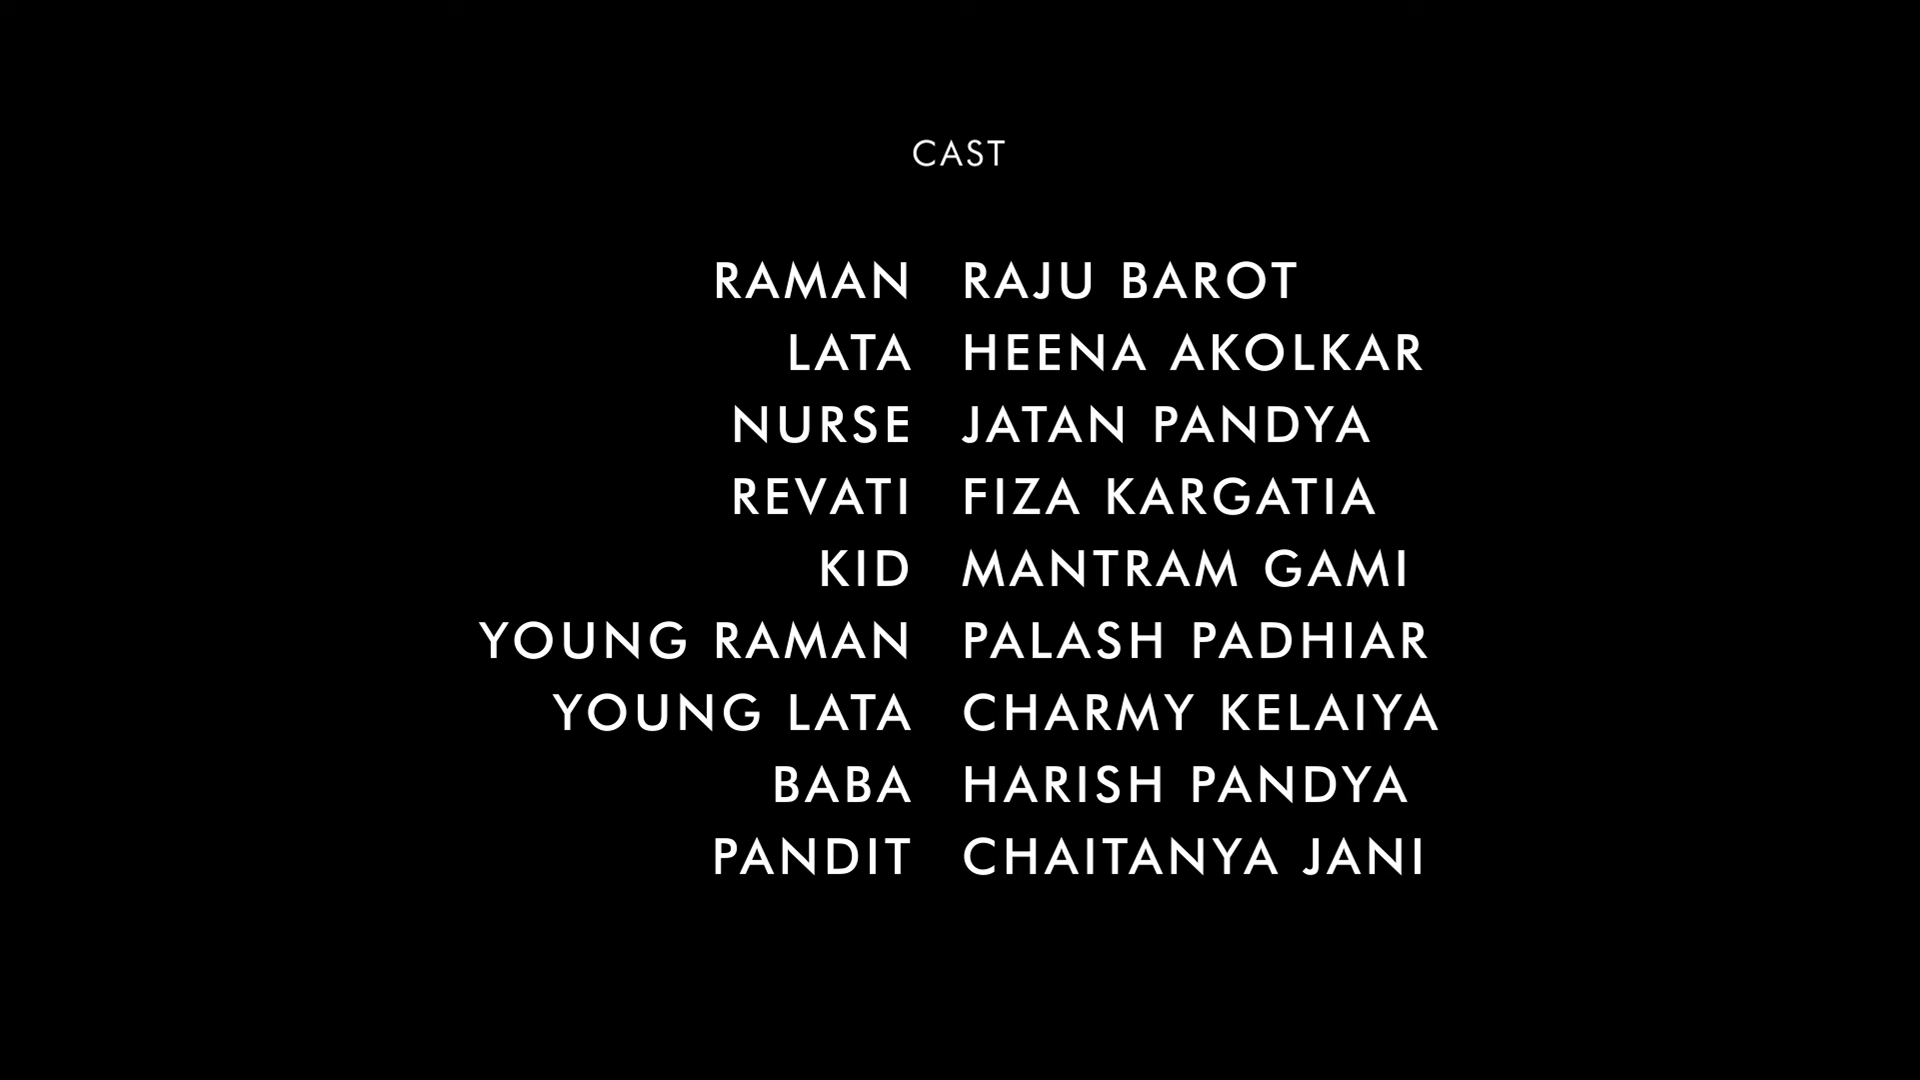 CAST
RAMAN RAJU BAROT
LATA HEENA AKOLKAR
NURSE JATAN PANDYA
REVATI FIZA KARGATIA
KID MANTRAM GAMI
YOUNG RAMAN PALASH PADHIAR
YOUNG LATA CHARMY KELAIYA
BABA HARISH PANDYA
PANDIT CHAITANYA JANI